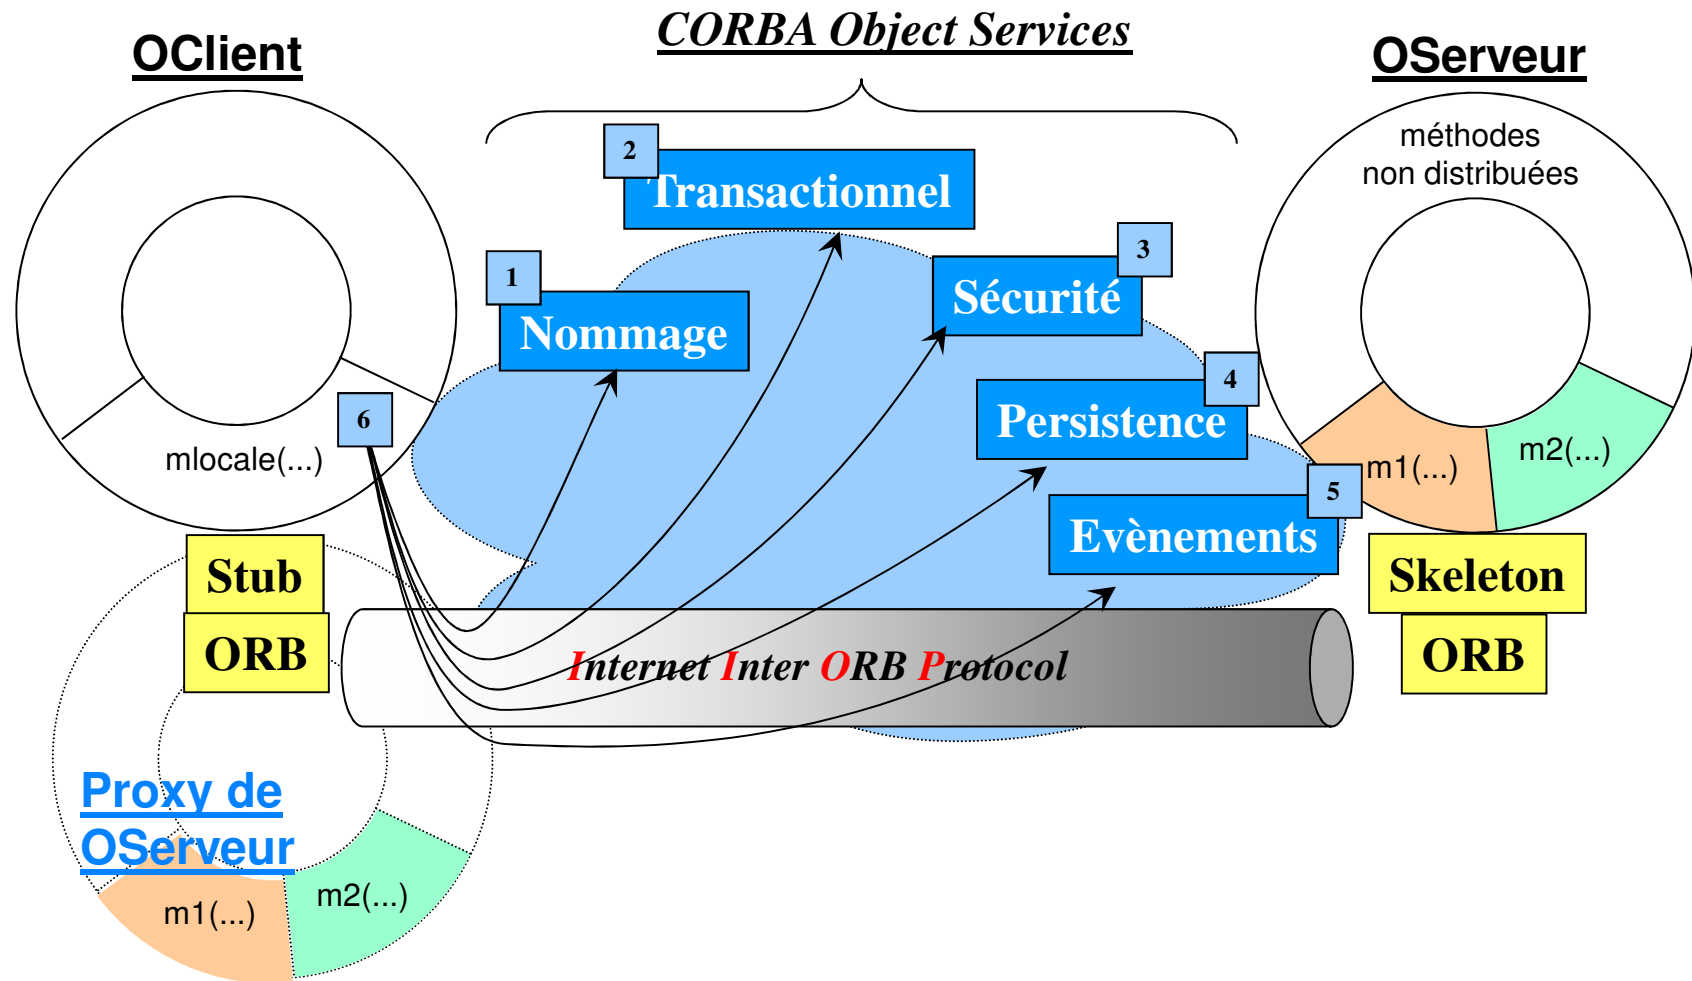 CORBA Object Services
OClient
OServeur
méthodes
non distribuées
2
Transactionnel
1
Nommage
3
Sécurité
4
Persistence
5
Evènements
6
mlocale(...)
m1(...)
m2(...)
Stub
ORB
Skeleton
ORB
Internet Inter ORB Protocol
Proxy de
OServeur
m1(...)
m2(...)